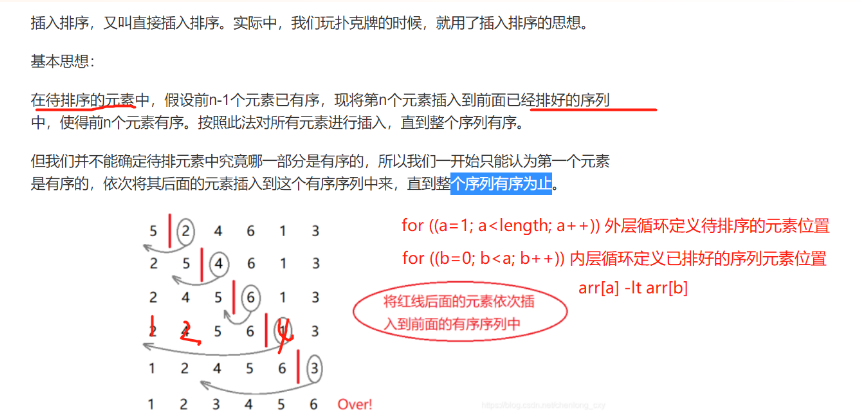 插入排序，又叫直接插入排序。实际中，我们玩扑克牌的时候，就用了插入排序的思想。
基本思想：
在待排序的元素中，假设前n-1个元素已有序，现将第n个元素插入到前面已经排好的序列
中，使得前n个元素有序。按照此法对所有元素进行插入，直到整个序列有序。
但我们并不能确定待排元素中究竟哪一部分是有序的，所以我们一开始只能认为第一个元素
是有序的，依次将其后面的元素插入到这个有序序列中来，直到整个序列有序为止。
for ((a=1; a<length; a++)) 外层循环定义待排序的元素位置
for ((b=0; b<a; b++)) 内层循环定义已排好的序列元素位置
arr[a] -lt arr[b]
5 2 4 6 1 3
2 5 4 6 1 3
2 4 5 6 1 3
将红线后面的元素依次插
入到前面的有序序列中
2 4 5 6 1 3
1 2 4
1 2 4 5 6 3
1 2 3 4 5 6 Over!